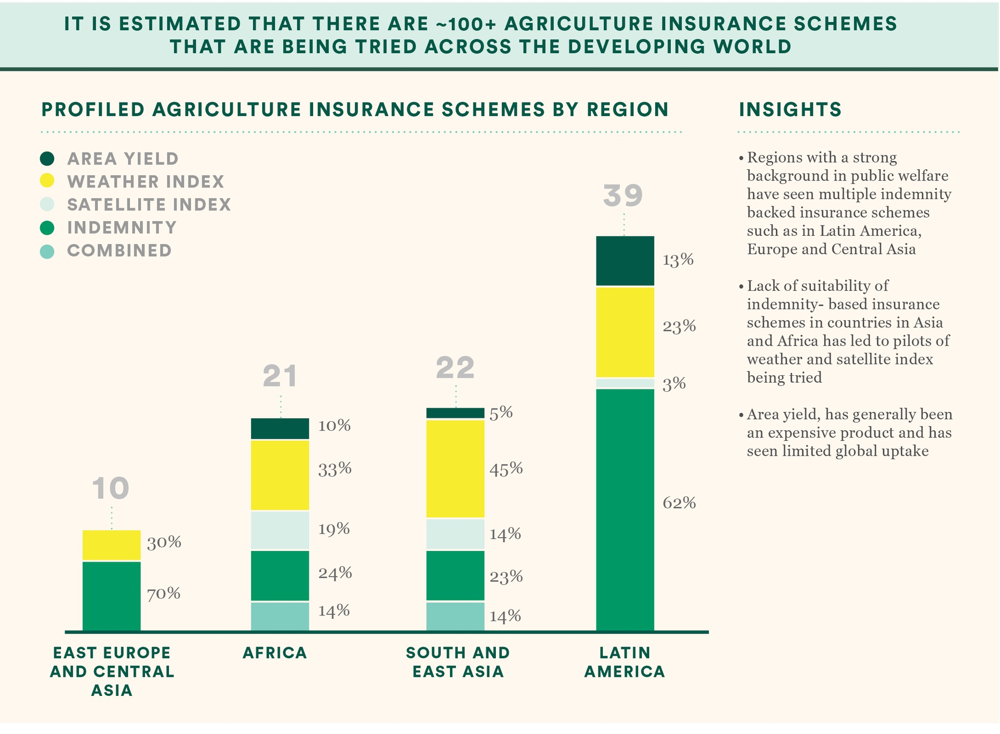 IT IS ESTIMATED THAT THERE ARE ~100+ AGRICULTURE INSURANCE SCHEMES
THAT ARE BEING TRIED ACROSS THE DEVELOPING WORLD
PROFILED AGRICULTURE INSURANCE SCHEMES BY REGION
AREA YIELD
WEATHER INDEX
SATELLITE INDEX
INDEMNITY
COMBINED
10
30%
70%
EAST EUROPE
AND CENTRAL
ASIA
21
10%
33%
19%
24%
14%
AFRICA
22
5%
45%
14%
23%
14%
SOUTH AND
EAST ASIA
39
13%
23%
3%
62%
LATIN
AMERICA
INSIGHTS
• Regions with a strong
background in public welfare
have seen multiple indemnity
backed insurance schemes
such as in Latin America,
Europe and Central Asia
• Lack of suitability of
indemnity- based insurance
schemes in countries in Asia
and Africa has led to pilots of
weather and satellite index
being tried
• Area yield, has generally been
an expensive product and has
seen limited global uptake